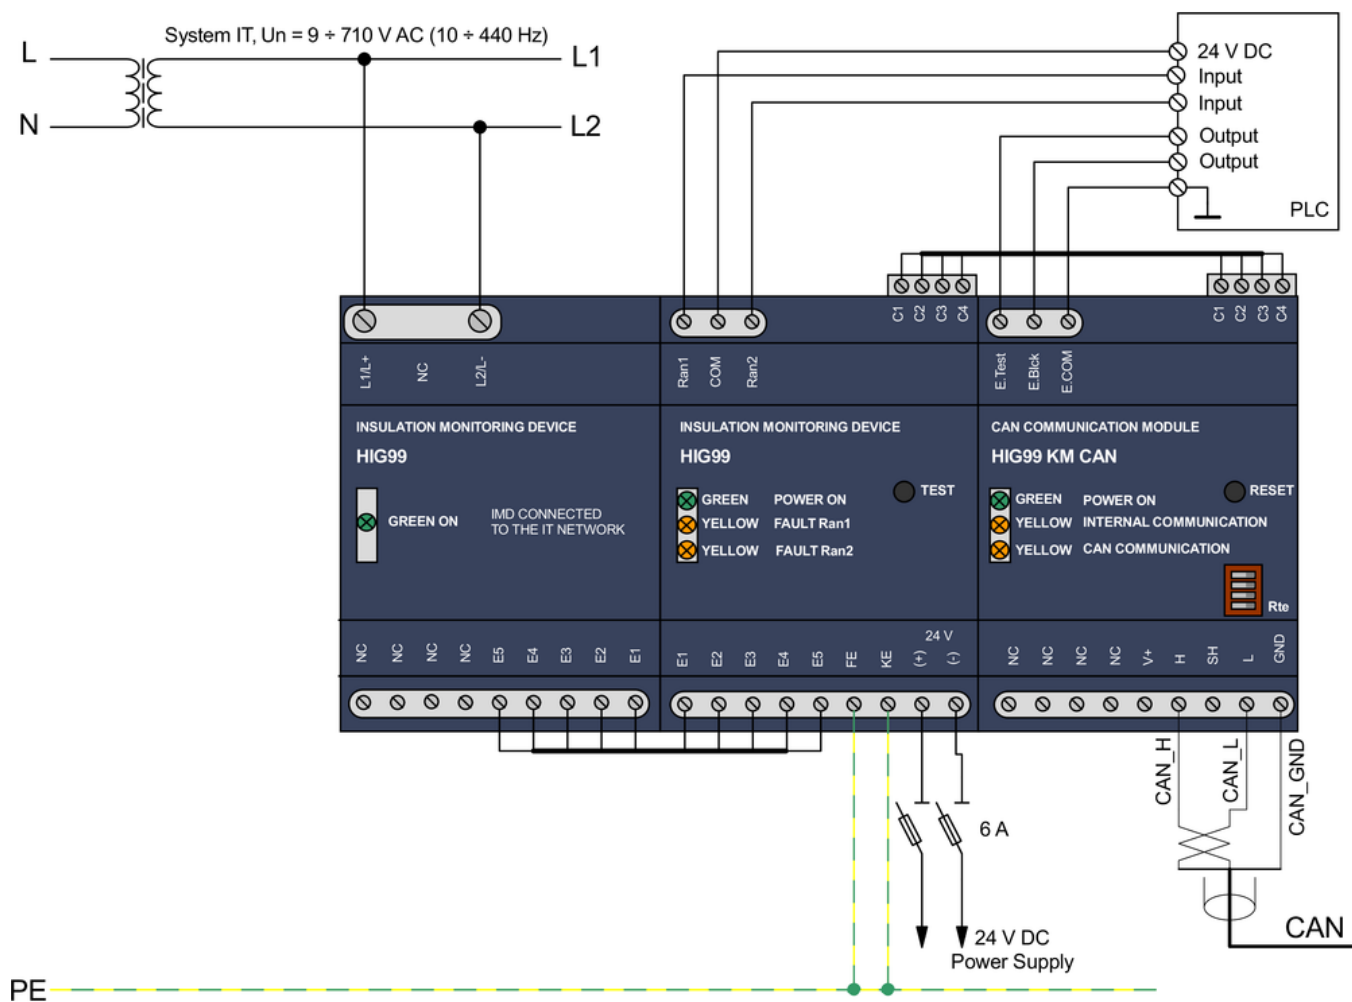 System IT, Un = 9 ÷ 710 V AC (10 ÷ 440 Hz)
L
L1
N
L2
24 V DC
Input
Input
Output
Output
PLC
C1
C2
C3
C4
C1
C2
C3
C4
L1/L+
NC
L2/L-
Ran1
COM
Ran2
E.Test
E.Blck
E.COM
INSULATION MONITORING DEVICE
HIG99
GREEN ON
IMD CONNECTED
TO THE IT NETWORK
INSULATION MONITORING DEVICE
HIG99
TEST
GREEN POWER ON
YELLOW FAULT Ran1
YELLOW FAULT Ran2
CAN COMMUNICATION MODULE
HIG99 KM CAN
RESET
GREEN POWER ON
YELLOW INTERNAL COMMUNICATION
YELLOW CAN COMMUNICATION
Rte
NC
NC
NC
NC
E5
E4
E3
E2
E1
24 V
E1
E2
E3
E4
E5
FE
KE
(+)
(-)
NC
NC
NC
NC
V+
H
SH
L
GND
CAN_H
CAN_L
CAN_GND
6 A
24 V DC
Power Supply
CAN
PE